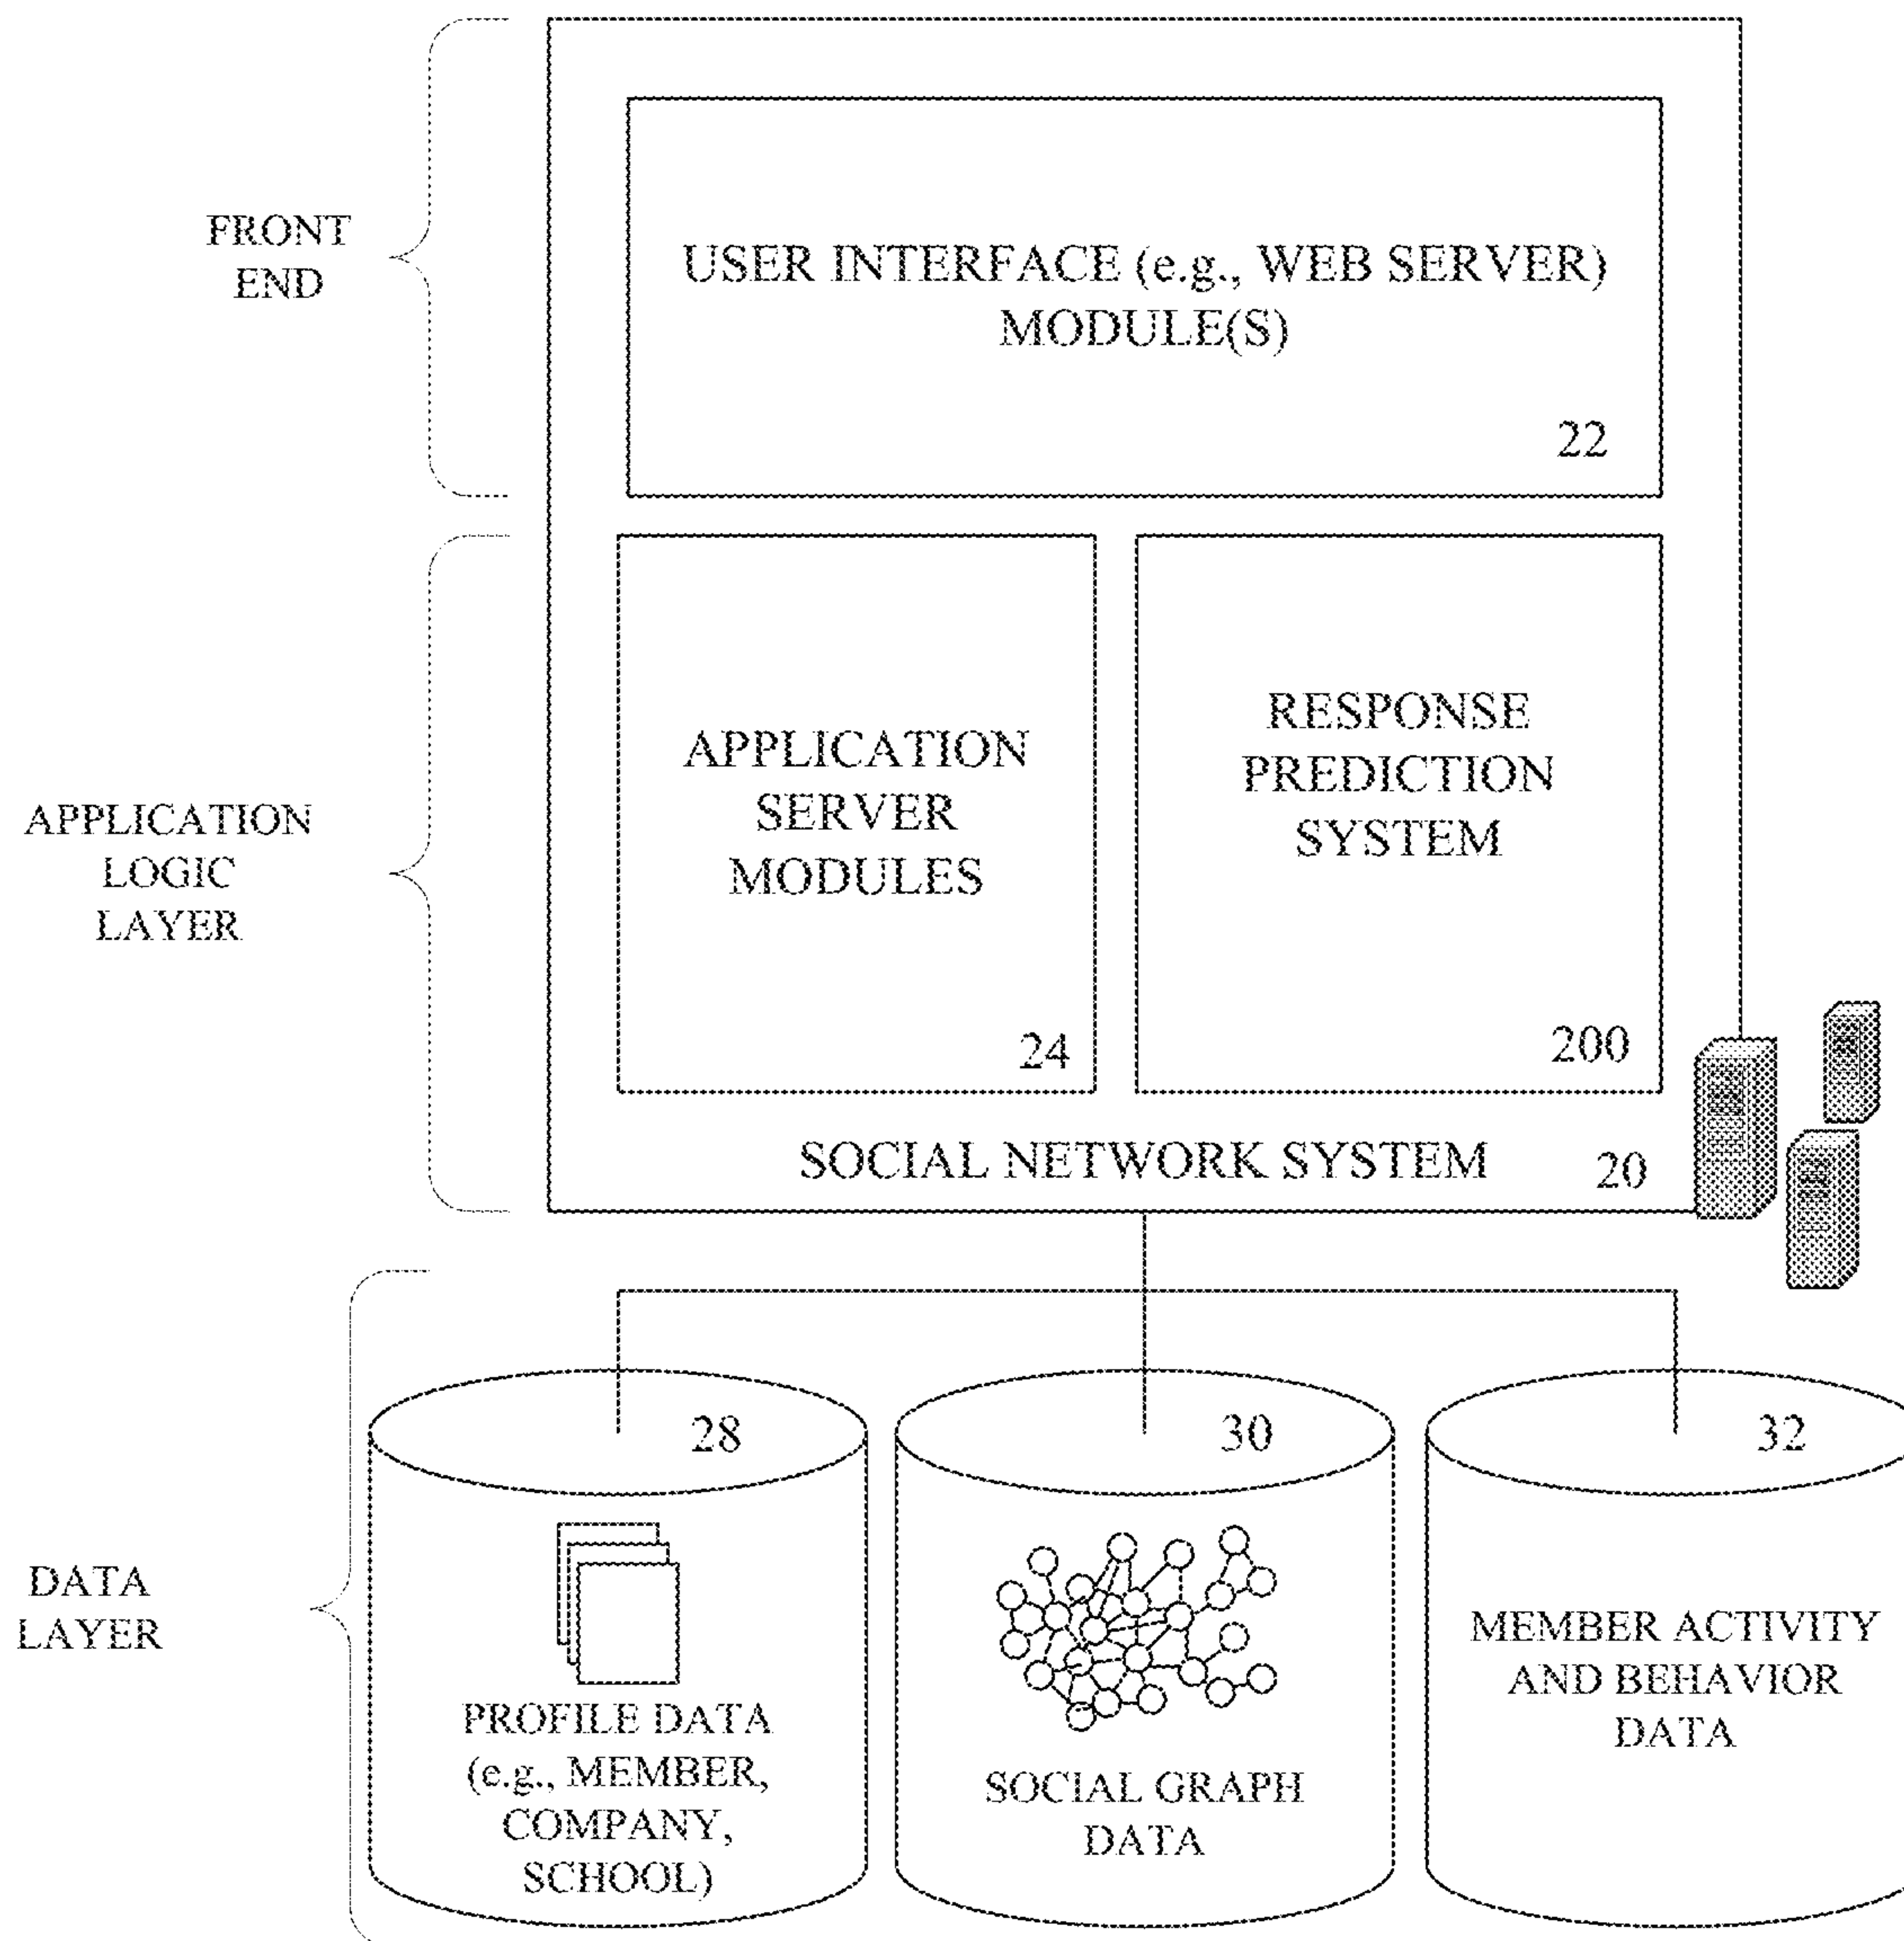 FRONT
END
USER INTERFACE (e.g., WEB SERVER)
MODULE(S)
22
APPLICATION
LOGIC
LAYER
APPLICATION
SERVER
MODULES
24
RESPONSE
PREDICTION
SYSTEM
200
SOCIAL NETWORK SYSTEM
20
DATA
LAYER
28
PROFILE DATA
(e.g., MEMBER,
COMPANY,
SCHOOL)
30
SOCIAL GRAPH
DATA
32
MEMBER ACTIVITY
AND BEHAVIOR
DATA